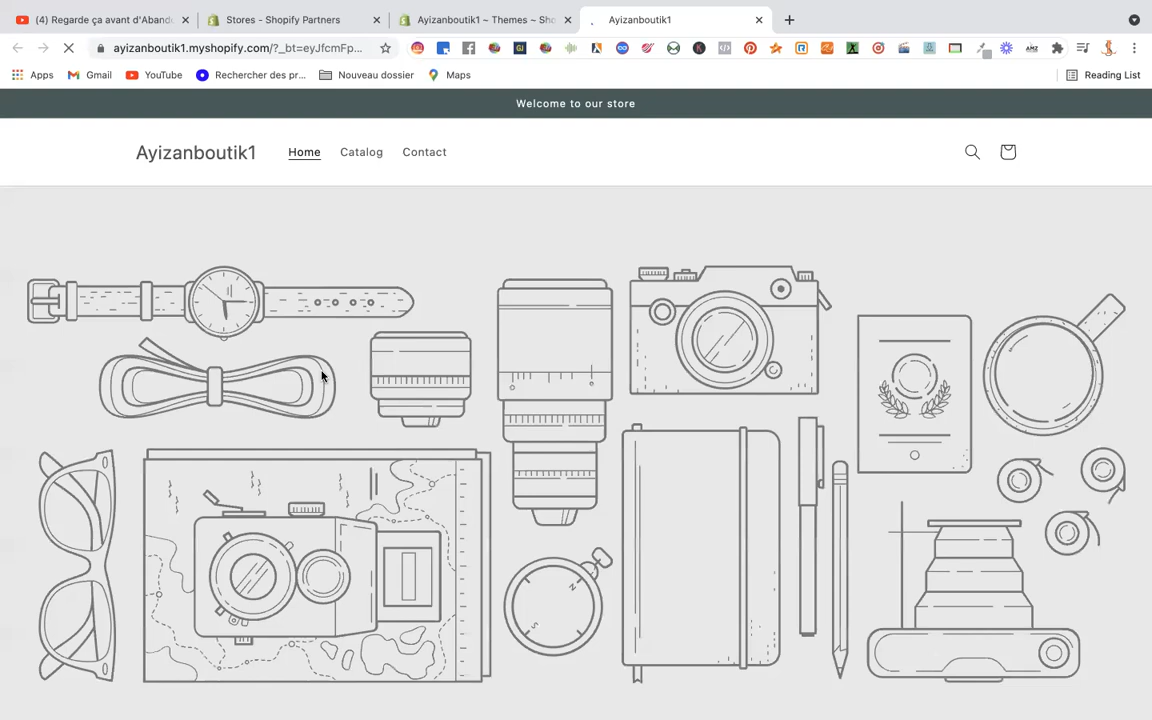 (4) Regarde ça avant d'Aband
Stores - Shopify Partners
Ayizanboutik1 ~ Themes ~ Sho
Ayizanboutik1
ayizanboutik1.myshopify.com/?_bt=eyJfcmFp...
Apps
Gmail
YouTube
Rechercher des pr...
Nouveau dossier
Maps
Reading List
Welcome to our store
Ayizanboutik1
Home
Catalog
Contact